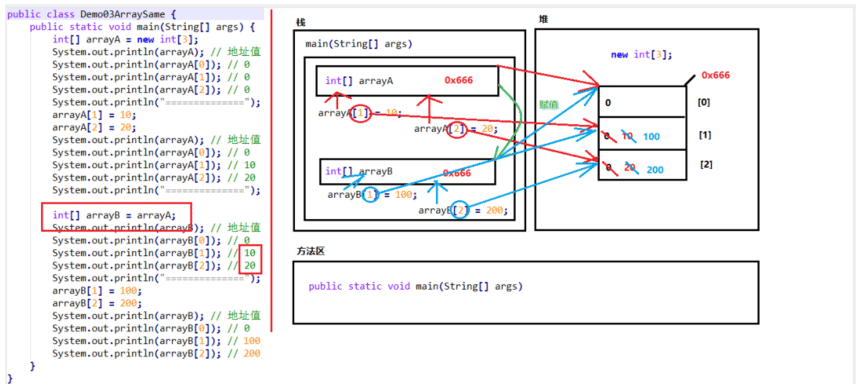 public class Demo03ArraySame {
public static void main(String[] args) {
int[] arrayA = new int[3];
System.out.println(arrayA); // 地址值
System.out.println(arrayA[0]); // 0
System.out.println(arrayA[1]); // 0
System.out.println(arrayA[2]); // 0
System.out.println("==============");
arrayA[1] = 10;
arrayA[2] = 20;
System.out.println(arrayA); // 地址值
System.out.println(arrayA[0]); // 0
System.out.println(arrayA[1]); // 10
System.out.println(arrayA[2]); // 20
System.out.println("==============");
int[] arrayB = arrayA;
System.out.println(arrayB); // 地址值
System.out.println(arrayB[0]); // 0
System.out.println(arrayB[1]); // 10
System.out.println(arrayB[2]); // 20
System.out.println("==============");
arrayB[1] = 100;
arrayB[2] = 200;
System.out.println(arrayB); // 地址值
System.out.println(arrayB[0]); // 0
System.out.println(arrayB[1]); // 100
System.out.println(arrayB[2]); // 200
}
}
栈
main(String[] args)
int[] arrayA 0x666
arrayA[1] = 10;
arrayA[2] = 20;
赋值
int[] arrayB 0x666
arrayB[1] = 100;
arrayB[2] = 200;
堆
new int[3];
0x666
0 [0]
0 10 100 [1]
0 20 200 [2]
方法区
public static void main(String[] args)